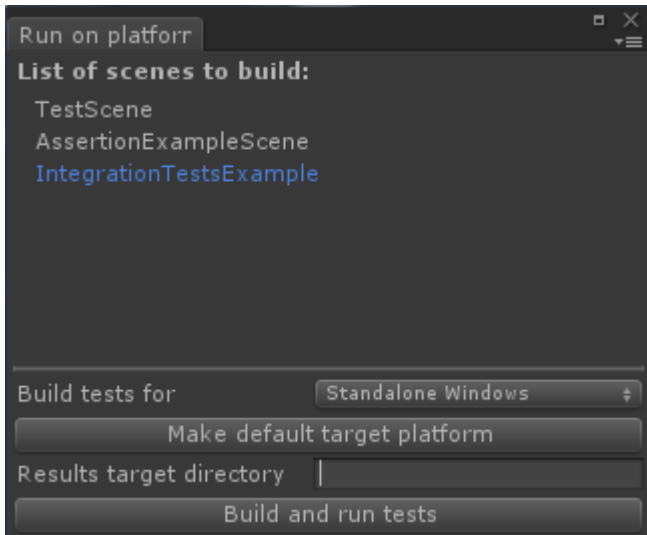 Run on platforr
List of scenes to build:
TestScene
AssertionExampleScene
IntegrationTestsExample
Build tests for
Standalone Windows
Make default target platform
Results target directory
Build and run tests